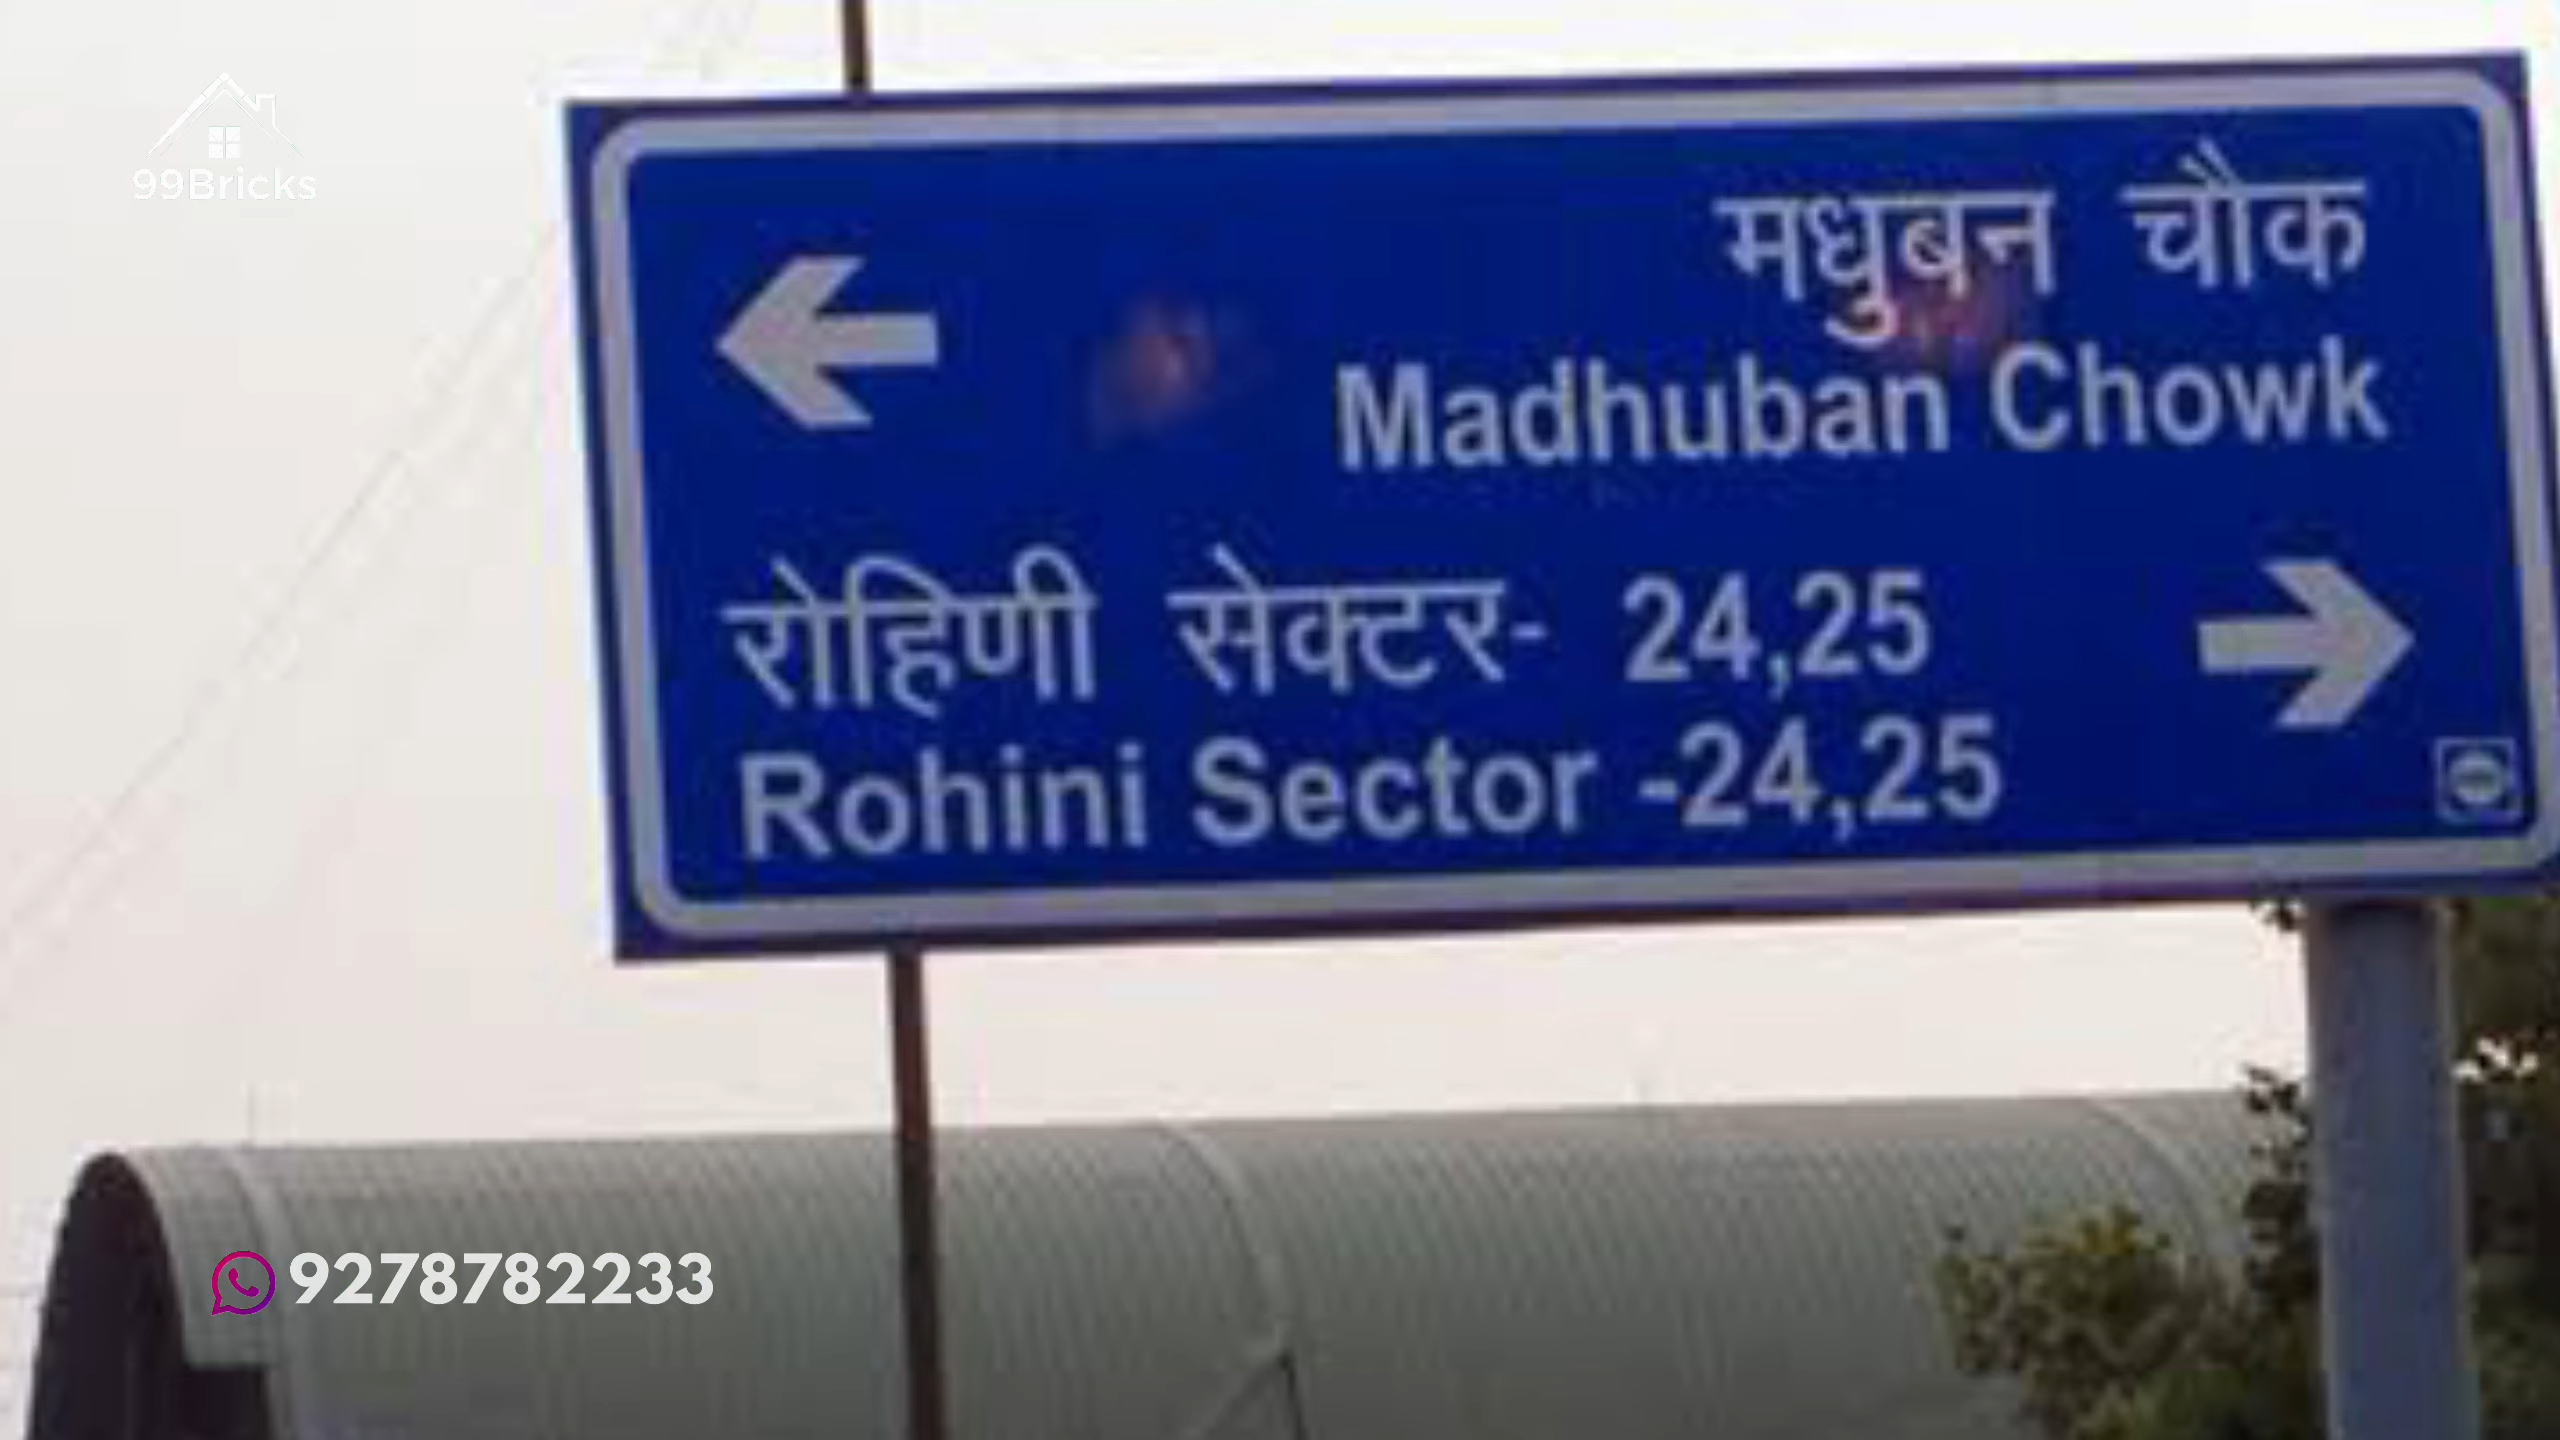 99Bricks
मधुबन चौक
Madhuban Chowk
रोहिणी सेक्टर- 24,25
Rohini Sector -24,25
9278782233